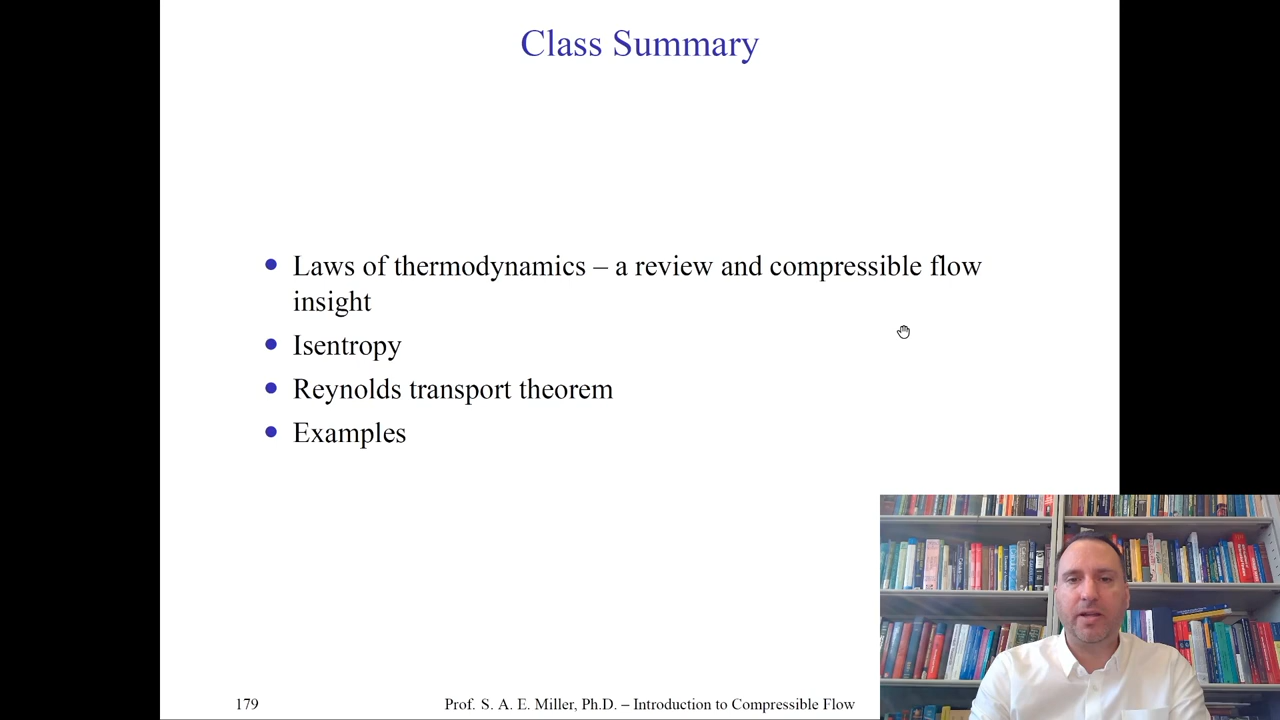 Class Summary
Laws of thermodynamics – a review and compressible flow
insight
Isentropy
Reynolds transport theorem
Examples
179
Prof. S. A. E. Miller, Ph.D. – Introduction to Compressible Flow